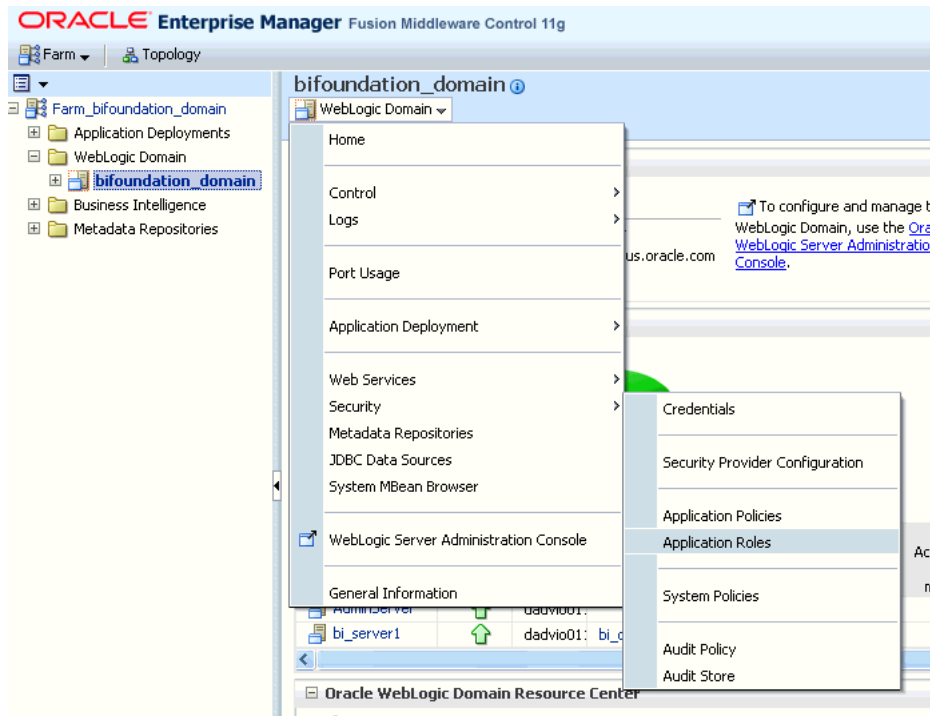 ORACLE Enterprise Manager Fusion Middleware Control 11g
Farm Topology
Farm_bifoundation_domain
Application Deployments
WebLogic Domain
bifoundation_domain
Business Intelligence
Metadata Repositories
bifoundation_domain
WebLogic Domain
Home
Control
Logs
Port Usage
Application Deployment
Web Services
Security
Metadata Repositories
JDBC Data Sources
System MBean Browser
WebLogic Server Administration Console
General Information
To configure and manage t
WebLogic Domain, use the Ora
WebLogic Server Administratio
Console.
us.oracle.com
Credentials
Security Provider Configuration
Application Policies
Application Roles
System Policies
Audit Policy
Audit Store
Ac
AdminServer dadvio01
bi_server1 dadvio01: bi_c
Oracle WebLogic Domain Resource Center